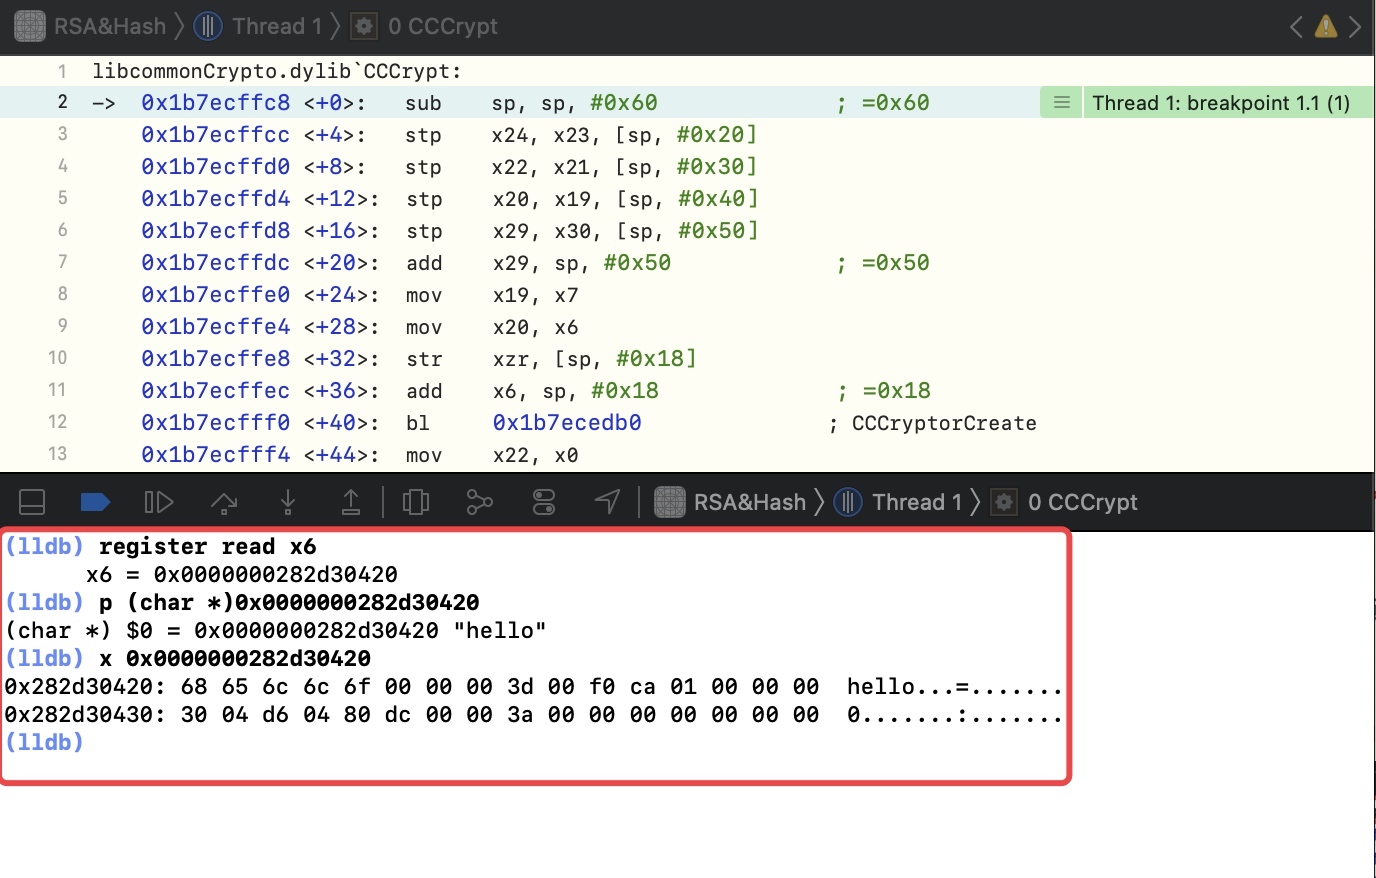 RSA&Hash 〉 Thread 1 〉 0 CCCrypt
1 libcommonCrypto.dylib`CCCrypt:
2 -> 0x1b7ecffc8 <+0>: sub sp, sp, #0x60 ; =0x60 Thread 1: breakpoint 1.1 (1)
3 0x1b7ecffcc <+4>: stp x24, x23, [sp, #0x20]
4 0x1b7ecffd0 <+8>: stp x22, x21, [sp, #0x30]
5 0x1b7ecffd4 <+12>: stp x20, x19, [sp, #0x40]
6 0x1b7ecffd8 <+16>: stp x29, x30, [sp, #0x50]
7 0x1b7ecffdc <+20>: add x29, sp, #0x50 ; =0x50
8 0x1b7ecffe0 <+24>: mov x19, x7
9 0x1b7ecffe4 <+28>: mov x20, x6
10 0x1b7ecffe8 <+32>: str xzr, [sp, #0x18]
11 0x1b7ecffec <+36>: add x6, sp, #0x18 ; =0x18
12 0x1b7ecfff0 <+40>: bl 0x1b7ecedb0 ; CCCryptorCreate
13 0x1b7ecfff4 <+44>: mov x22, x0
RSA&Hash 〉 Thread 1 〉 0 CCCrypt
(lldb) register read x6
x6 = 0x0000000282d30420
(lldb) p (char *)0x0000000282d30420
(char *) $0 = 0x0000000282d30420 "hello"
(lldb) x 0x0000000282d30420
0x282d30420: 68 65 6c 6c 6f 00 00 00 3d 00 f0 ca 01 00 00 00 hello...=.......
0x282d30430: 30 04 d6 04 80 dc 00 00 3a 00 00 00 00 00 00 00 0.......:.......
(lldb)